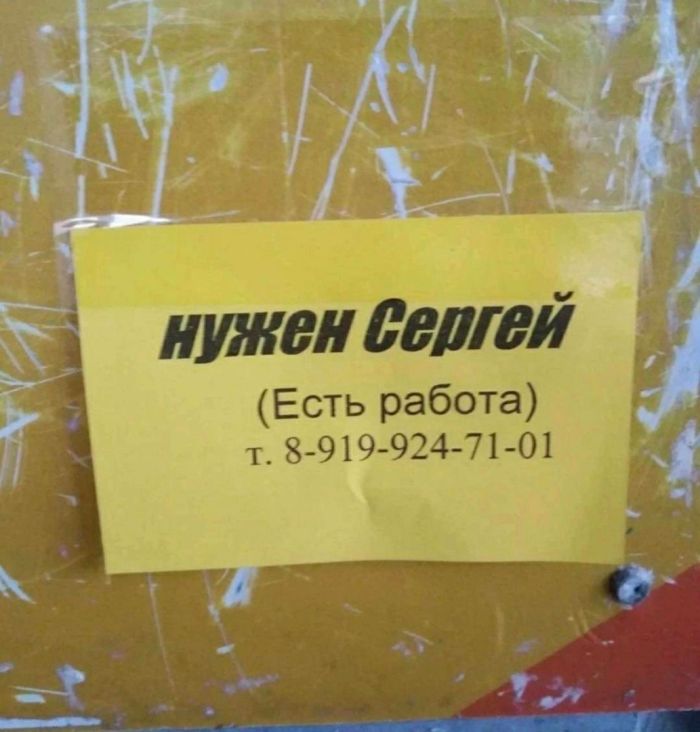 нужен Сергей
(Есть работа)
т. 8-919-924-71-01